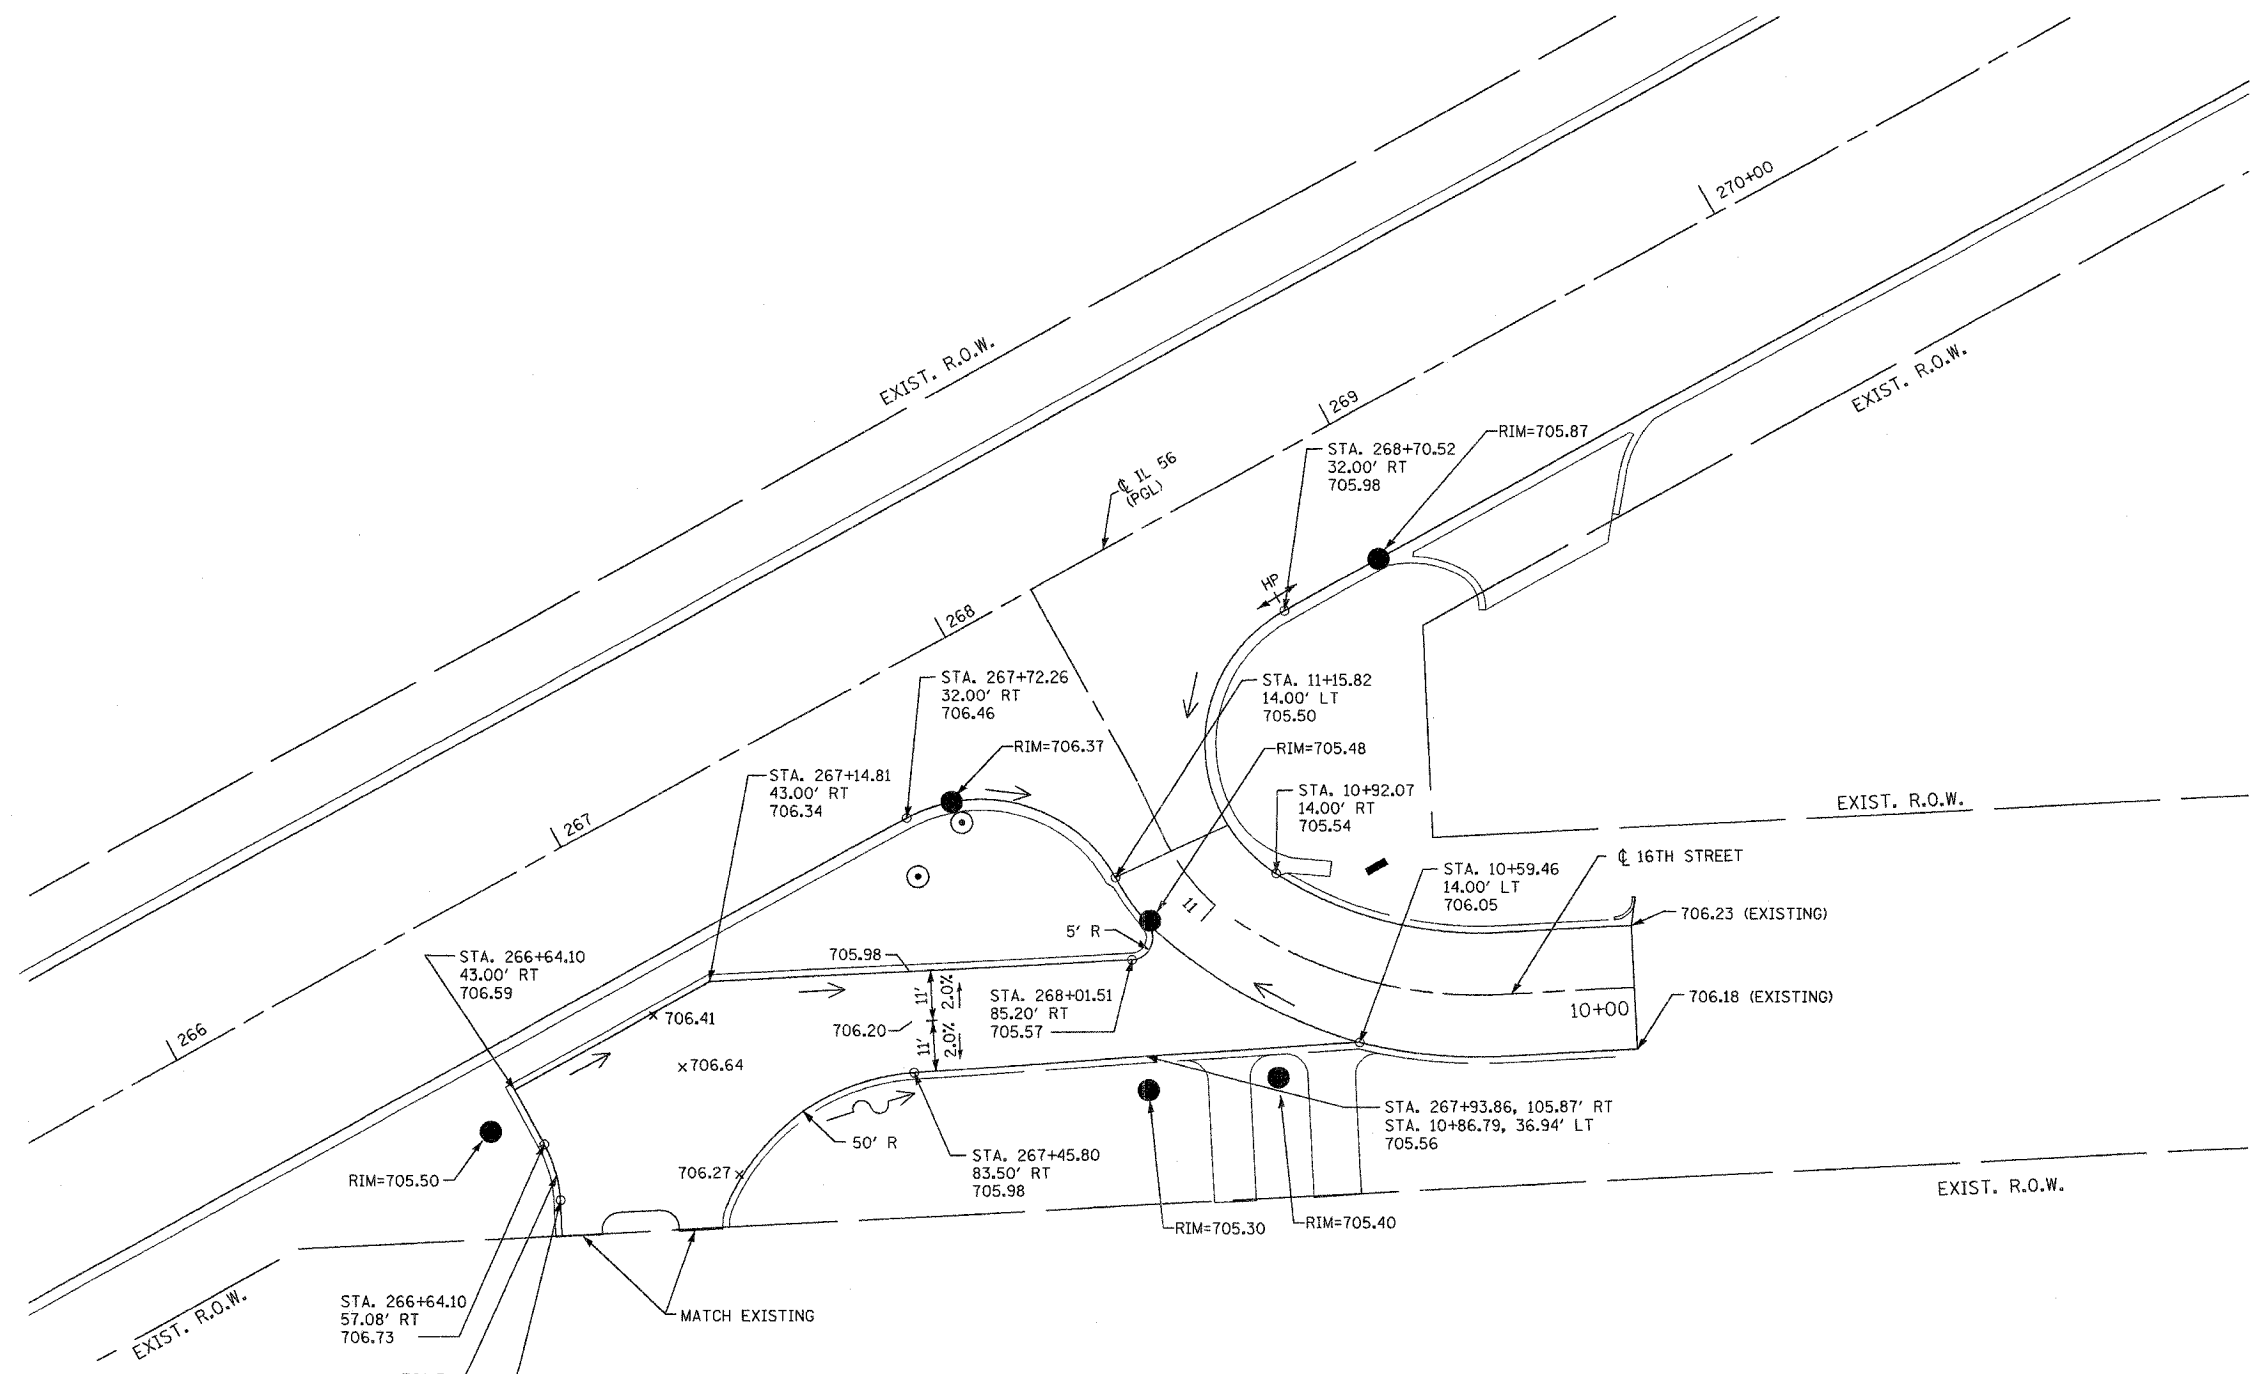 270+00
EXIST. R.O.W.
EXIST. R.O.W.
269
RIM=705.87
STA. 268+70.52
32.00' RT
705.98
℄ IL 56
(PGL)
HP
268
STA. 267+72.26
32.00' RT
706.46
STA. 11+15.82
14.00' LT
705.50
RIM=706.37
RIM=705.48
STA. 267+14.81
43.00' RT
706.34
STA. 10+92.07
14.00' RT
705.54
EXIST. R.O.W.
267
℄ 16TH STREET
STA. 10+59.46
14.00' LT
706.05
11
706.23 (EXISTING)
5' R
705.98
STA. 266+64.10
43.00' RT
706.59
11'
2.0%
STA. 268+01.51
85.20' RT
705.57
706.18 (EXISTING)
10+00
706.41
706.20
266
11'
2.0%
706.64
STA. 267+93.86, 105.87' RT
STA. 10+86.79, 36.94' LT
705.56
50' R
STA. 267+45.80
83.50' RT
705.98
706.27
RIM=705.50
EXIST. R.O.W.
RIM=705.30
RIM=705.40
EXIST. R.O.W.
STA. 266+64.10
57.08' RT
706.73
MATCH EXISTING